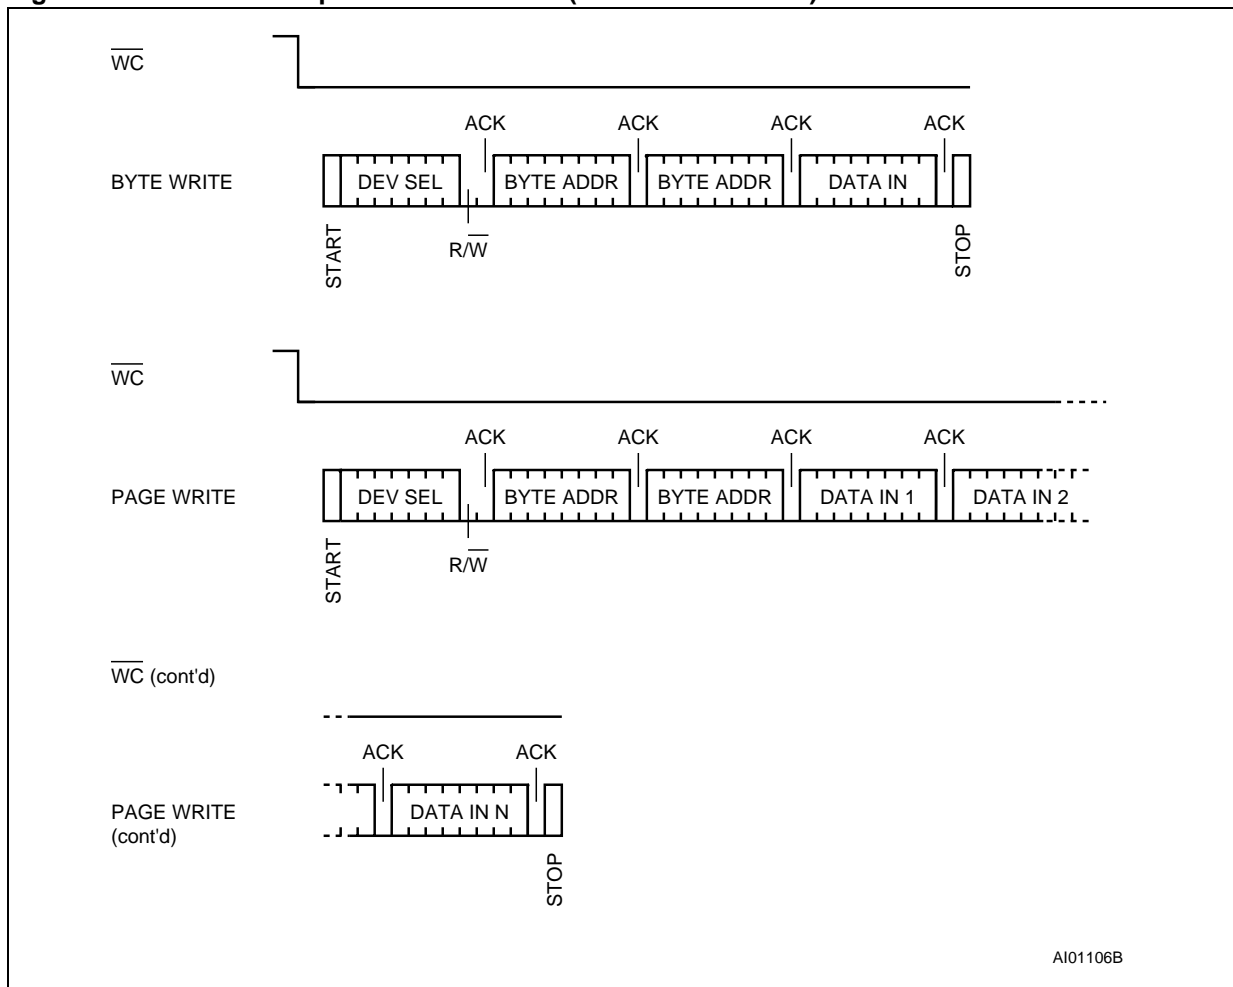 WC
ACK ACK ACK ACK
BYTE WRITE DEV SEL BYTE ADDR BYTE ADDR DATA IN
R/W
START
STOP
WC
ACK ACK ACK ACK
PAGE WRITE DEV SEL BYTE ADDR BYTE ADDR DATA IN 1 DATA IN 2
R/W
START
WC (cont'd)
ACK ACK
PAGE WRITE DATA IN N
(cont'd)
STOP
AI01106B